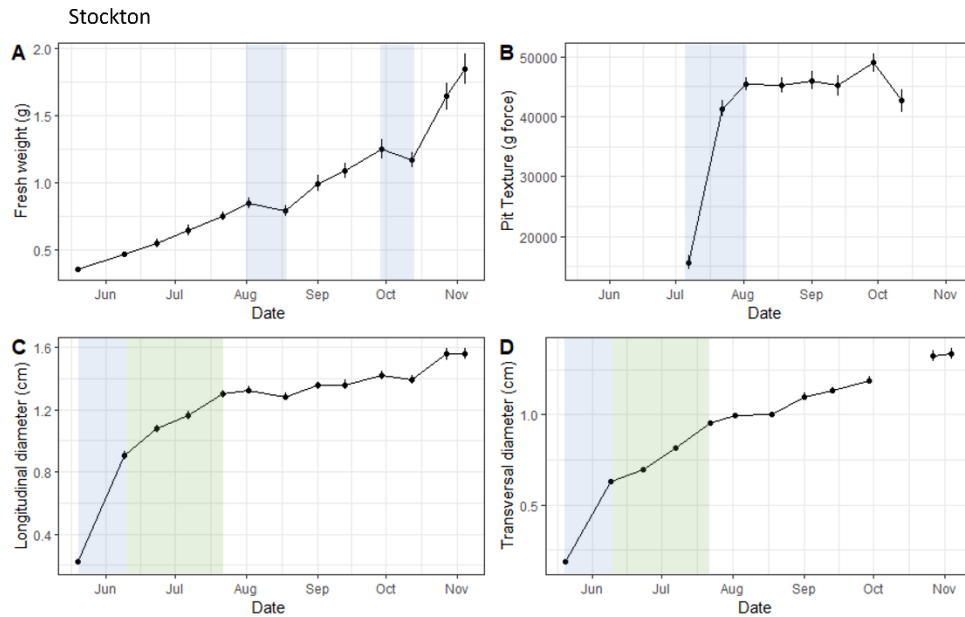 Stockton
A
Fresh weight (g)
2.0
1.5
1.0
0.5
Jun Jul Aug Sep Oct Nov
Date
B
Pit Texture (g force)
50000
40000
30000
20000
Jun Jul Aug Sep Oct Nov
Date
C
Longitudinal diameter (cm)
1.6
1.2
0.8
0.4
Jun Jul Aug Sep Oct Nov
Date
D
Transversal diameter (cm)
1.0
0.5
Jun Jul Aug Sep Oct Nov
Date